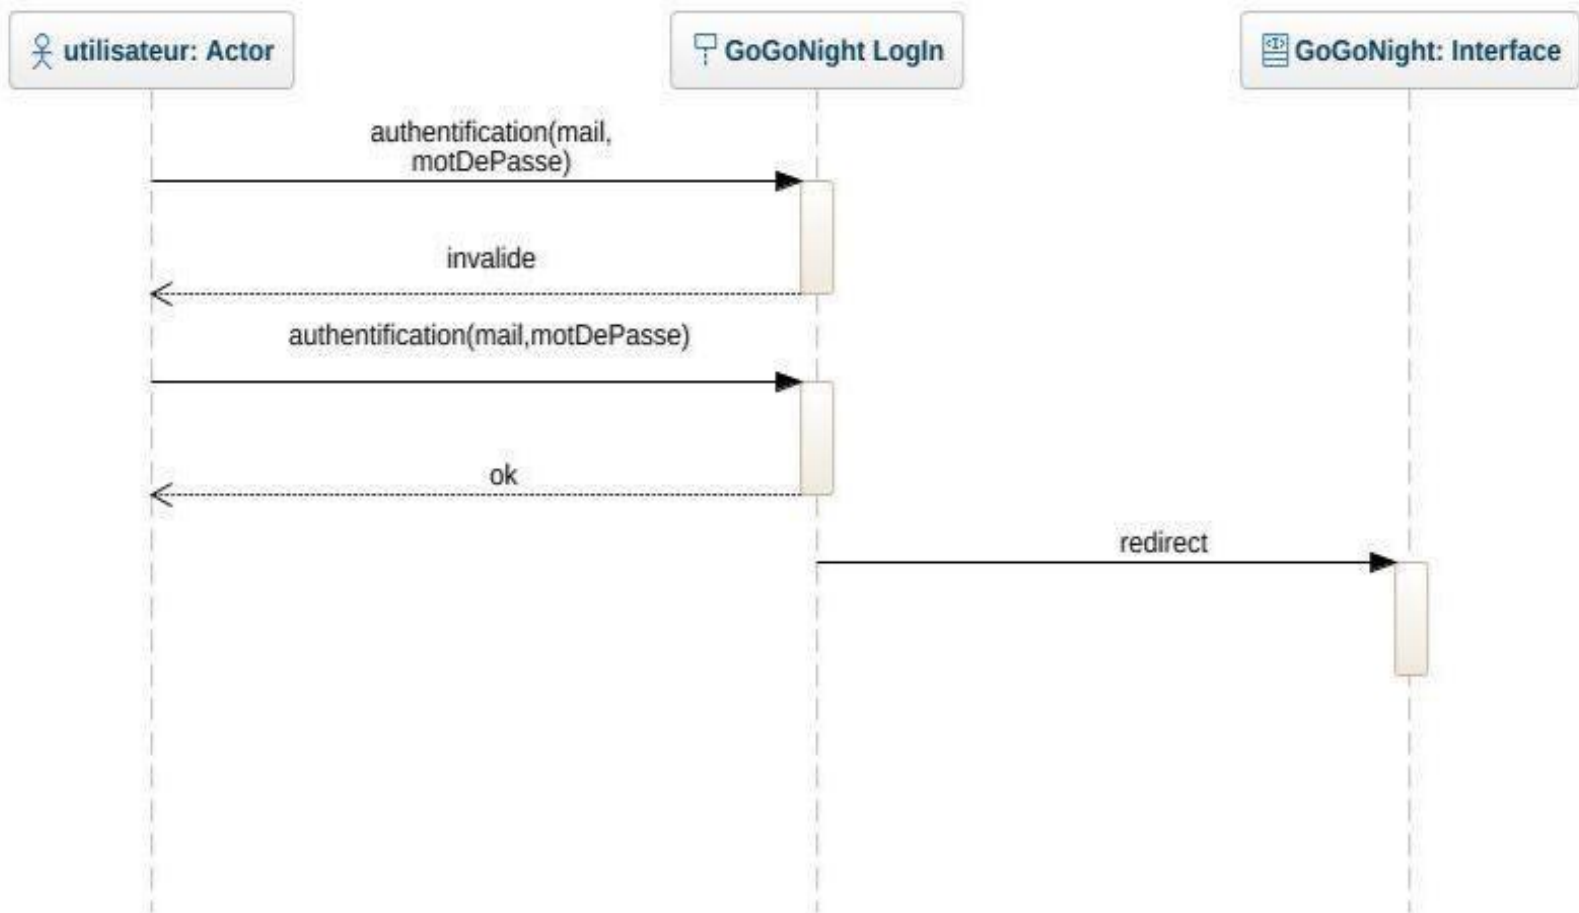 utilisateur: Actor
GoGoNight LogIn
GoGoNight: Interface
authentification(mail,
motDePasse)
invalide
authentification(mail,motDePasse)
ok
redirect